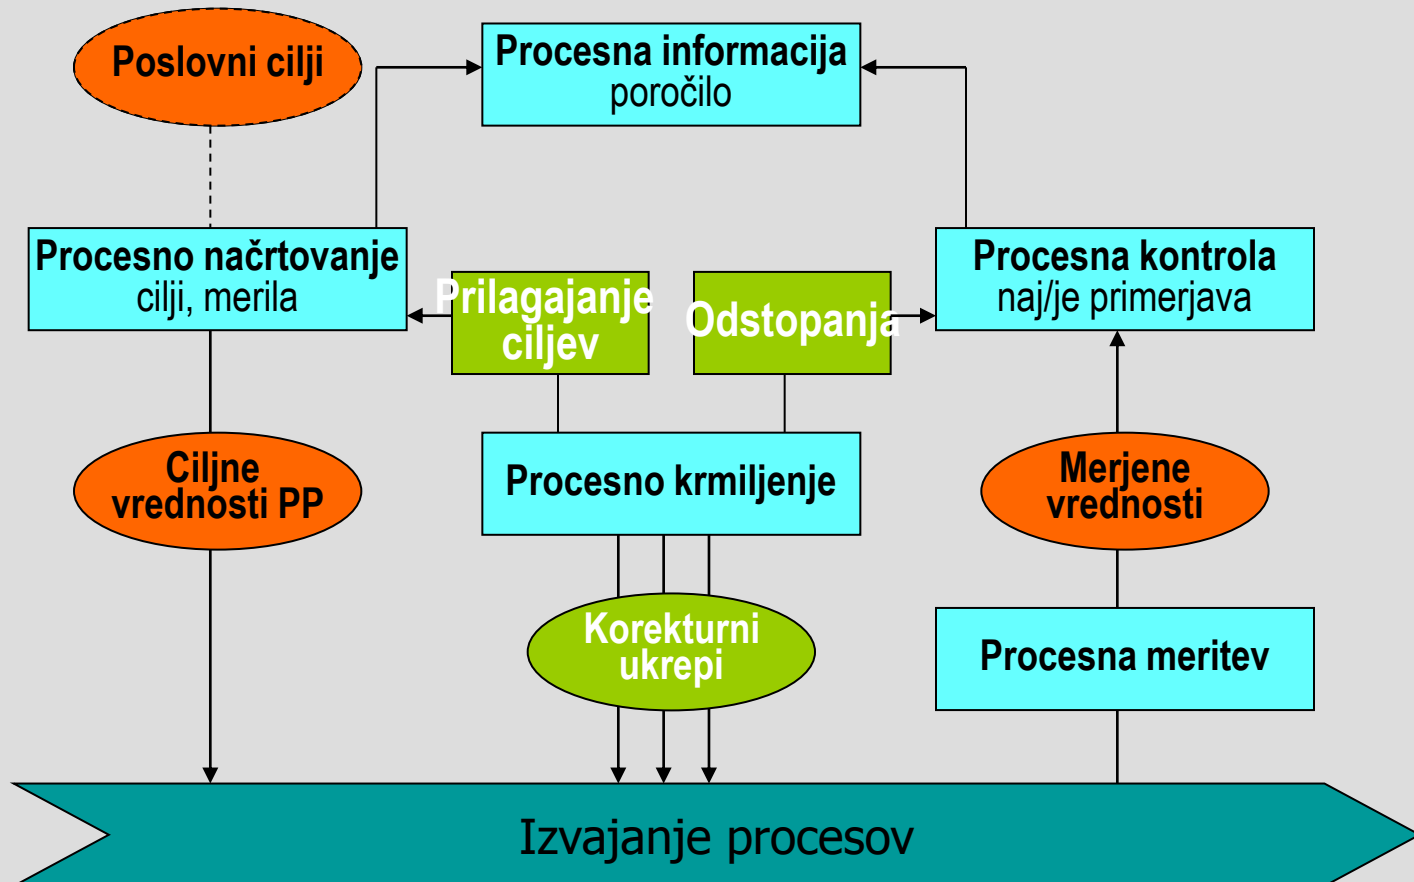 Poslovni cilji
Procesna informacija
poročilo
Procesno načrtovanje
cilji, merila
Prilagajanje
ciljev
Odstopanja
Procesna kontrola
naj/je primerjava
Ciljne
vrednosti PP
Procesno krmiljenje
Merjene
vrednosti
Korekturni
ukrepi
Procesna meritev
Izvajanje procesov